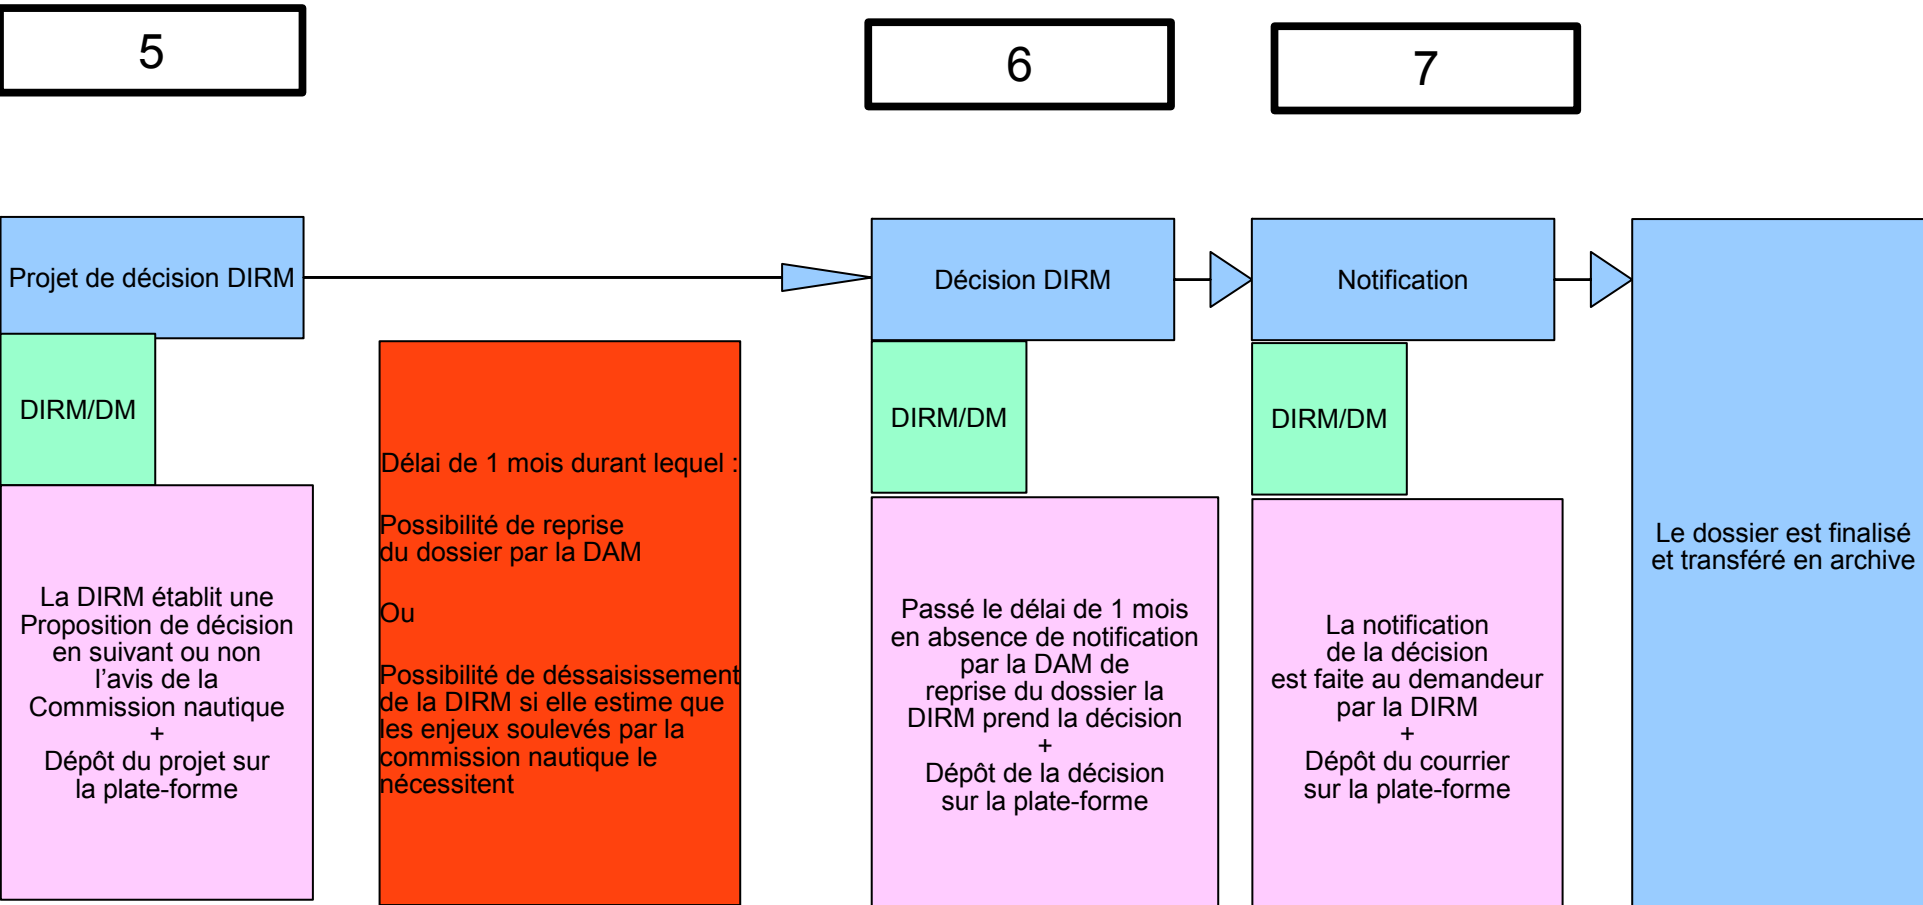 5
6
7
Projet de décision DIRM
Décision DIRM
Notification
DIRM/DM
DIRM/DM
DIRM/DM
La DIRM établit une
Proposition de décision
en suivant ou non
l’avis de la
Commission nautique
+
Dépôt du projet sur
la plate-forme
Délai de 1 mois durant lequel :
Possibilité de reprise
du dossier par la DAM
Ou
Possibilité de déssaisissement
de la DIRM si elle estime que
les enjeux soulevés par la
commission nautique le
nécessitent
Passé le délai de 1 mois
en absence de notification
par la DAM de
reprise du dossier la
DIRM prend la décision
+
Dépôt de la décision
sur la plate-forme
La notification
de la décision
est faite au demandeur
par la DIRM
+
Dépôt du courrier
sur la plate-forme
Le dossier est finalisé
et transféré en archive